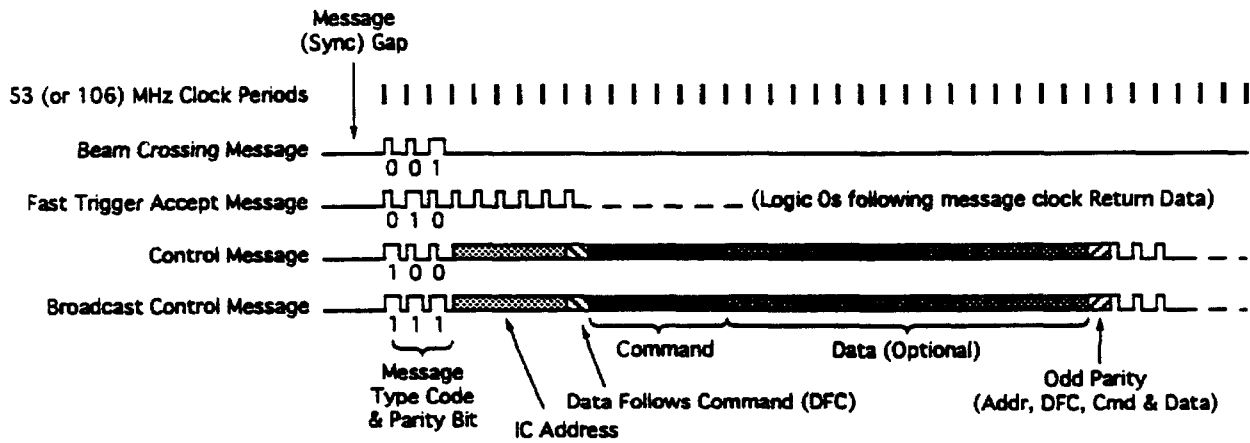 Message
(Sync) Gap
53 (or 106) MHz Clock Periods
Beam Crossing Message
0 0 1
Fast Trigger Accept Message
0 1 0
(Logic 0s following message clock Return Data)
Control Message
1 0 0
Broadcast Control Message
1 1 1
Command
Data (Optional)
Message
Type Code
& Parity Bit
IC Address
Data Follows Command (DFC)
Odd Parity
(Addr, DFC, Cmd & Data)